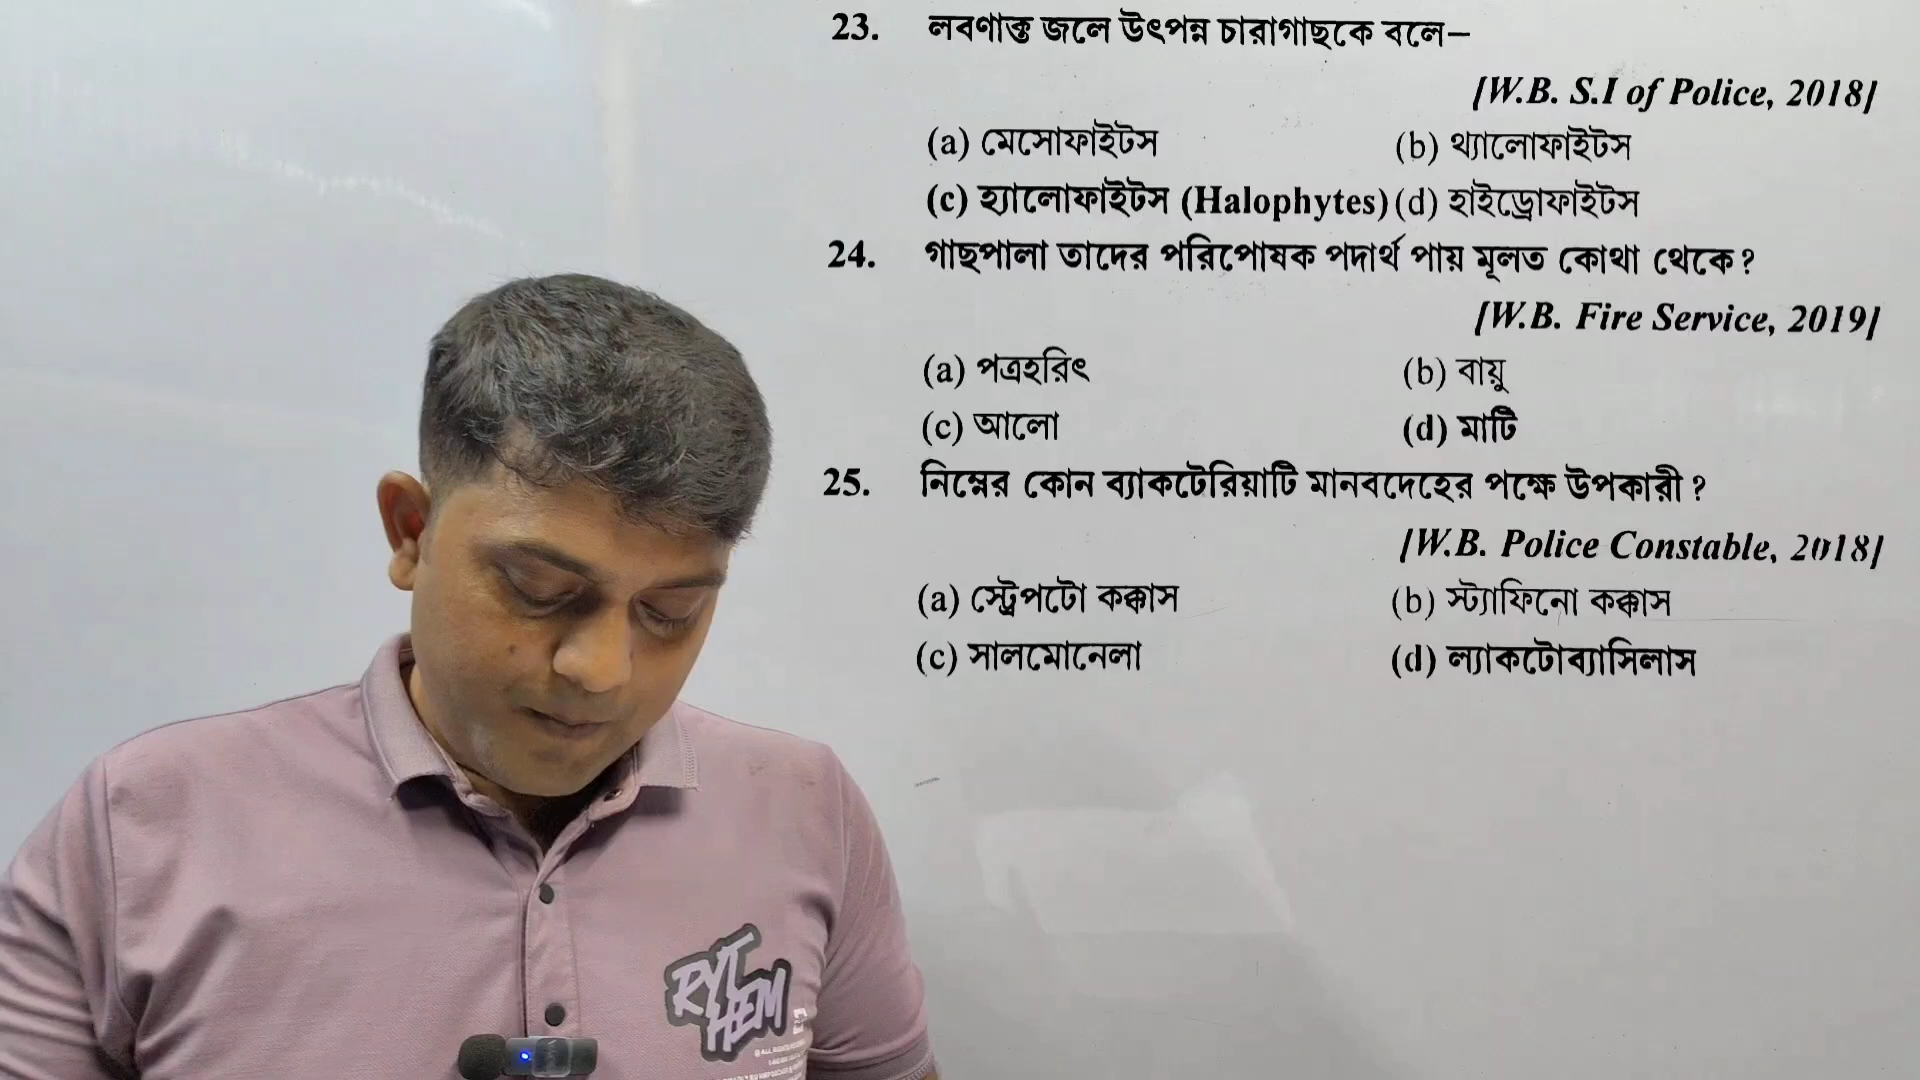 23. লবণাক্ত জলে উৎপন্ন চারাগাছকে বলে–
[W.B. S.I of Police, 2018]
(a) মেসোফাইটস (b) থ্যালোফাইটস
(c) হ্যালোফাইটস (Halophytes) (d) হাইড্রোফাইটস
24. গাছপালা তাদের পরিপোষক পদার্থ পায় মূলত কোথা থেকে?
[W.B. Fire Service, 2019]
(a) পত্রহরিৎ (b) বায়ু
(c) আলো (d) মাটি
25. নিম্নের কোন ব্যাকটেরিয়াটি মানবদেহের পক্ষে উপকারী?
[W.B. Police Constable, 2018]
(a) স্ট্রেপটো কক্কাস (b) স্ট্যাফিনো কক্কাস
(c) সালমোনেলা (d) ল্যাকটোব্যাসিলাস
RYT
HEM